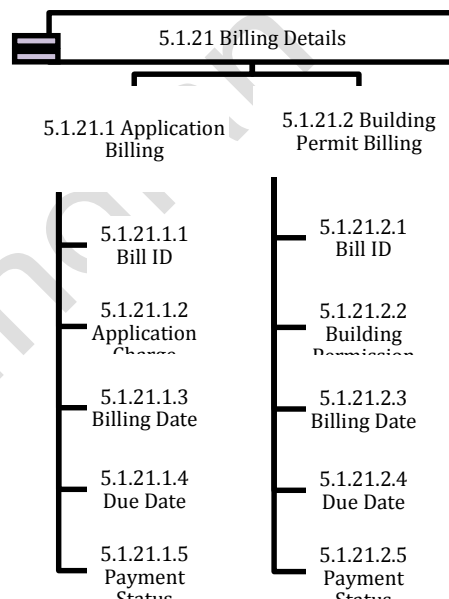 5.1.21 Billing Details
5.1.21.1 Application
Billing
5.1.21.1.1
Bill ID
5.1.21.1.2
Application
Charge
5.1.21.1.3
Billing Date
5.1.21.1.4
Due Date
5.1.21.1.5
Payment
Status
5.1.21.2 Building
Permit Billing
5.1.21.2.1
Bill ID
5.1.21.2.2
Building
Permission
5.1.21.2.3
Billing Date
5.1.21.2.4
Due Date
5.1.21.2.5
Payment
Status